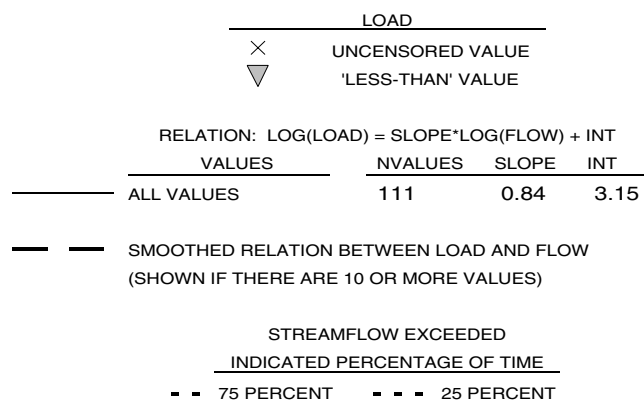 LOAD
UNCENSORED VALUE
'LESS-THAN' VALUE
RELATION: LOG(LOAD) = SLOPE*LOG(FLOW) + INT
VALUES NVALUES SLOPE INT
ALL VALUES 111 0.84 3.15
SMOOTHED RELATION BETWEEN LOAD AND FLOW
(SHOWN IF THERE ARE 10 OR MORE VALUES)
STREAMFLOW EXCEEDED
INDICATED PERCENTAGE OF TIME
75 PERCENT 25 PERCENT